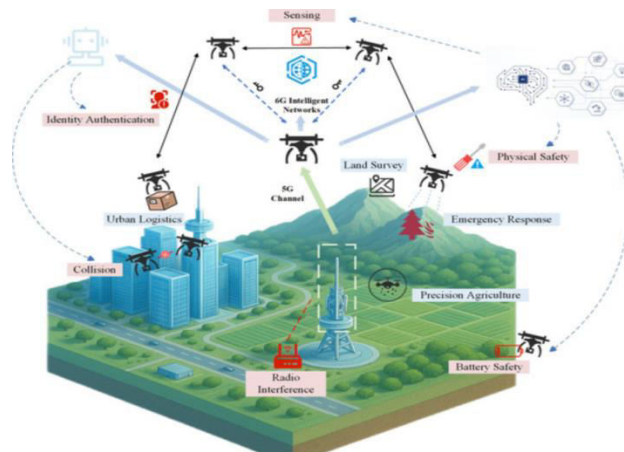 Sensing
6G Intelligent
Networks
Identity Authentication
Physical Safety
Land Survey
5G
Channel
Urban Logistics
Emergency Response
Collision
Precision Agriculture
Radio
Interference
Battery Safety